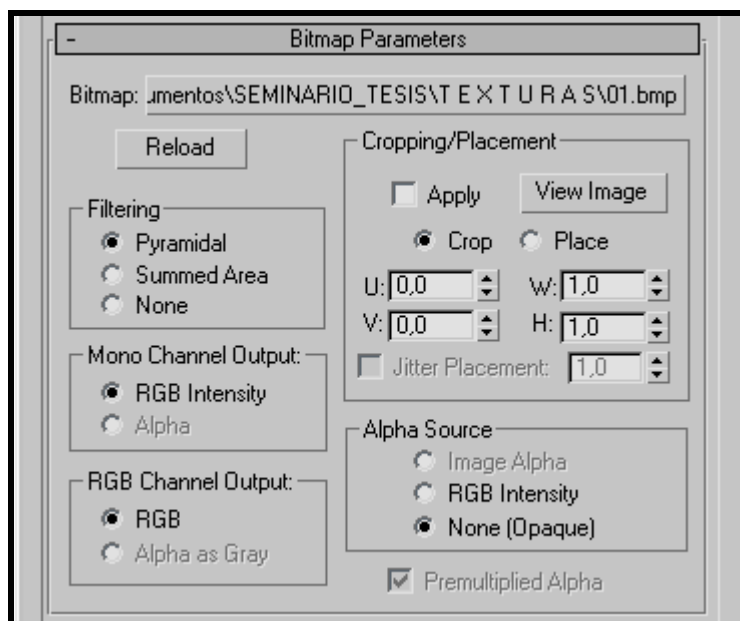 - Bitmap Parameters
Bitmap: umentos\SEMINARIO_TESIS\T E X T U R A S\01.bmp
Reload
Cropping/Placement
Apply View Image
Crop Place
U: 0,0 W: 1,0
V: 0,0 H: 1,0
Jitter Placement: 1,0
Filtering
Pyramidal
Summed Area
None
Mono Channel Output:
RGB Intensity
Alpha
RGB Channel Output:
RGB
Alpha as Gray
Alpha Source
Image Alpha
RGB Intensity
None (Opaque)
Premultiplied Alpha